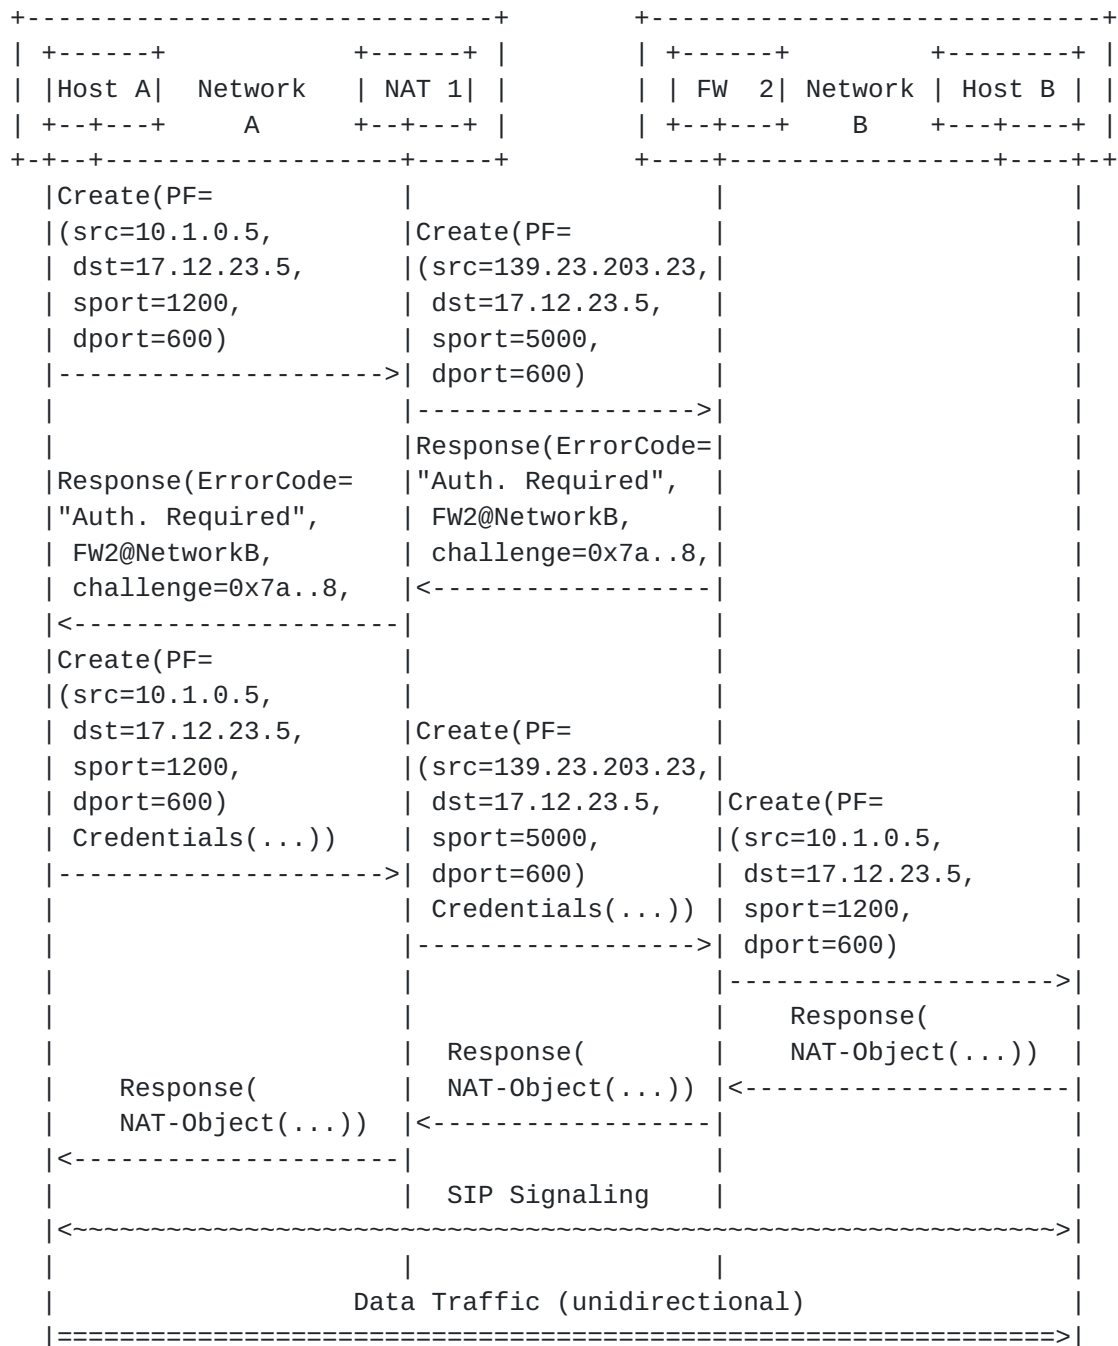 +------------------------------+        +-----------------------------+
| +------+            +------+ |        | +------+         +--------+ |
| |Host A|  Network   | NAT 1| |        | | FW  2| Network | Host B | |
| +--+---+     A      +--+---+ |        | +--+---+    B    +---+----+ |
+-+--+-------------------+-----+        +----+-----------------+----+-+
  |Create(PF=            |                   |                      |
  |(src=10.1.0.5,        |Create(PF=         |                      |
  | dst=17.12.23.5,      |(src=139.23.203.23,|                      |
  | sport=1200,          | dst=17.12.23.5,   |                      |
  | dport=600)           | sport=5000,       |                      |
  |--------------------->| dport=600)        |                      |
  |                      |------------------>|                      |
  |                      |Response(ErrorCode=|                      |
  |Response(ErrorCode=   |"Auth. Required",  |                      |
  |"Auth. Required",     | FW2@NetworkB,     |                      |
  | FW2@NetworkB,        | challenge=0x7a..8,|                      |
  | challenge=0x7a..8,   |<------------------|                      |
  |<---------------------|                   |                      |
  |Create(PF=            |                   |                      |
  |(src=10.1.0.5,        |                   |                      |
  | dst=17.12.23.5,      |Create(PF=         |                      |
  | sport=1200,          |(src=139.23.203.23,|                      |
  | dport=600)           | dst=17.12.23.5,   |Create(PF=            |
  | Credentials(...))    | sport=5000,       |(src=10.1.0.5,        |
  |--------------------->| dport=600)        | dst=17.12.23.5,      |
  |                      | Credentials(...)) | sport=1200,          |
  |                      |------------------>| dport=600)           |
  |                      |                   |--------------------->|
  |                      |                   |    Response(         |
  |                      |  Response(        |    NAT-Object(...))  |
  |    Response(         |  NAT-Object(...)) |<---------------------|
  |    NAT-Object(...))  |<------------------|                      |
  |<---------------------|                   |                      |
  |                      |  SIP Signaling    |                      |
  |<~~~~~~~~~~~~~~~~~~~~~~~~~~~~~~~~~~~~~~~~~~~~~~~~~~~~~~~~~~~~~~~~>|
  |                      |                   |                      |
  |                   Data Traffic (unidirectional)                 |
  |================================================================>|